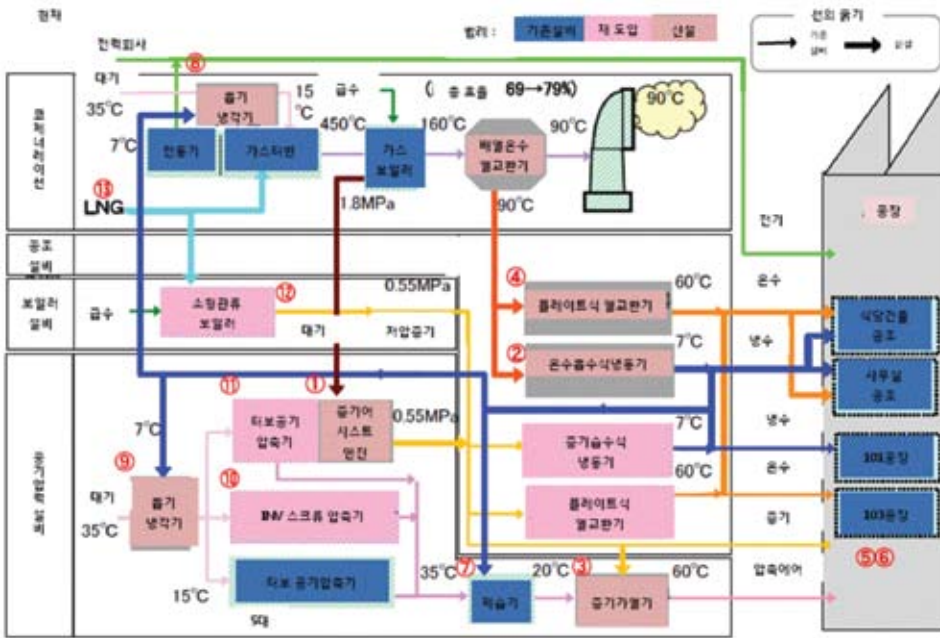 현재
범례 :
기존설비
재 도입
신설
선의 굵기
기존
설비
신설
전력회사
⑧
대기
35℃
흡기
냉각기
15
℃
급수
( 총 효율 69→79%)
90℃
7℃
전동기
가스터빈
450℃
가스
보일러
160℃
배열온수
열교환기
90℃
코제네레이션
⑬
LNG
1.8MPa
90℃
전기
공장
공조
설비
보일러
설비
급수
소형관류
보일러
⑫
대기
저압증기
0.55MPa
④
플레이트식 열교환기
60℃
온수
②
온수흡수식냉동기
7℃
냉수
식당건물
공조
사무실
공조
공기압축설비
7℃
⑨
대기
35℃
흡기
냉각기
15℃
⑪
터보공기
압축기
①
증기어
시스트
엔진
0.55MPa
⑩
INV 스크류 압축기
터보 공기압축기
5대
증기흡수식
냉동기
7℃
냉수
101공장
플레이트식
열교환기
60℃
온수
103공장
증기
⑤⑥
35℃
⑦
제습기
20℃
③
증기가열기
60℃
압축에어